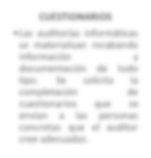 CUESTIONARIOS
•Las auditorías informáticas
se materializan recabando
información y
documentación de todo
tipo. Se solicita la
completación de
cuestionarios que se
envían a las personas
concretas que el auditor
cree adecuadas.